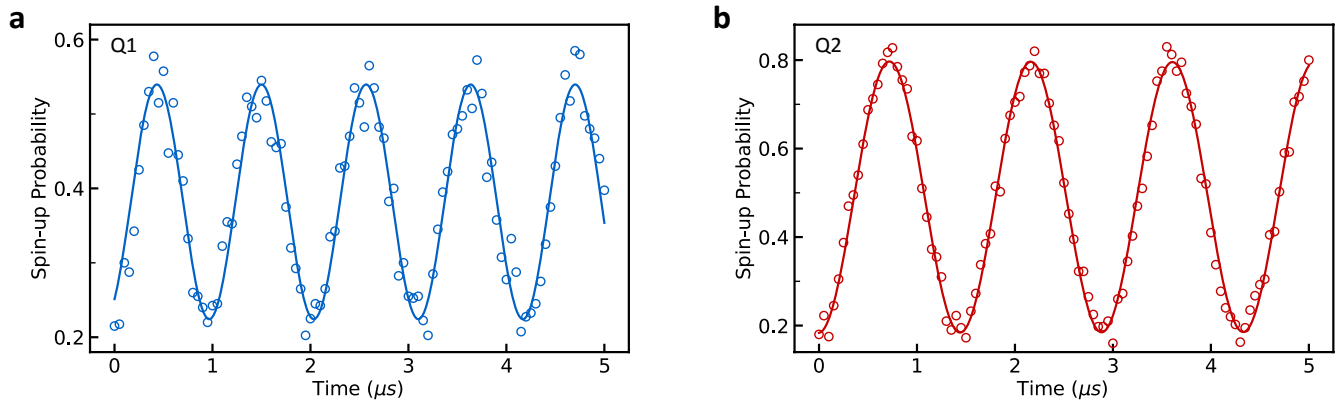 a
Q1
Spin-up Probability
0.6
0.4
0.2
0 1 2 3 4 5
Time (μs)
b
Q2
Spin-up Probability
0.8
0.6
0.4
0.2
0 1 2 3 4 5
Time (μs)